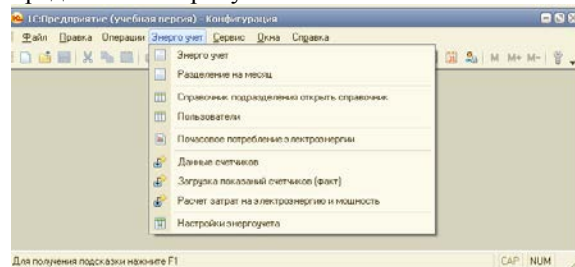 1С:Предприятие (учебная версия) - Конфигурация
Файл Правка Операции Энерго учет Сервис Окна Справка
M M+ M-
Энерго учет
Разделение на месяц
Справочник подразделения открыть справочник
Пользователи
Почасовое потребление электроэнергии
Данные счетчиков
Загрузка показаний счетчиков (факт)
Расчет затрат на электроэнергию и мощность
Настройки энергоучета
Для получения подсказки нажмите F1
CAP NUM